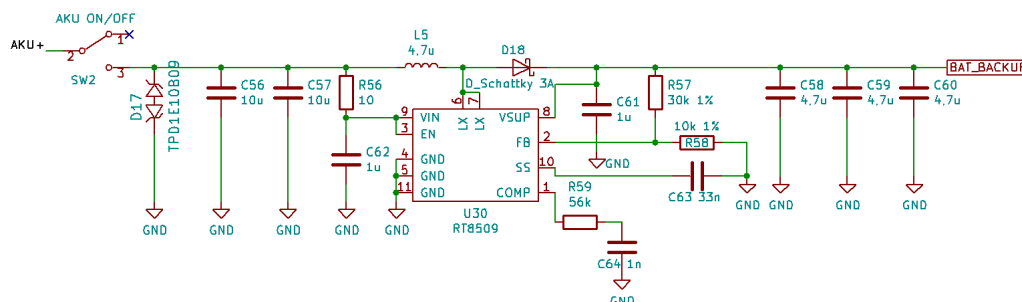 AKU ON/OFF
AKU+
1
2
3
SW2
D17
TPD1E10B09
C56
10u
C57
10u
R56
10
L5
4.7u
D18
D_Schattky 3A
C62
1u
9
3
4
5
11
VIN
EN
GND
GND
GND
6
7
LX
LX
VSUP
FB
SS
COMP
8
2
10
1
U30
RT8509
C61
1u
GND
R57
30k 1%
10k 1%
R58
C63 33n
R59
56k
C64 1n
C58
4.7u
C59
4.7u
C60
4.7u
BAT_BACKUP
GND
GND
GND
GND
GND
GND
GND
GND
GND
GND